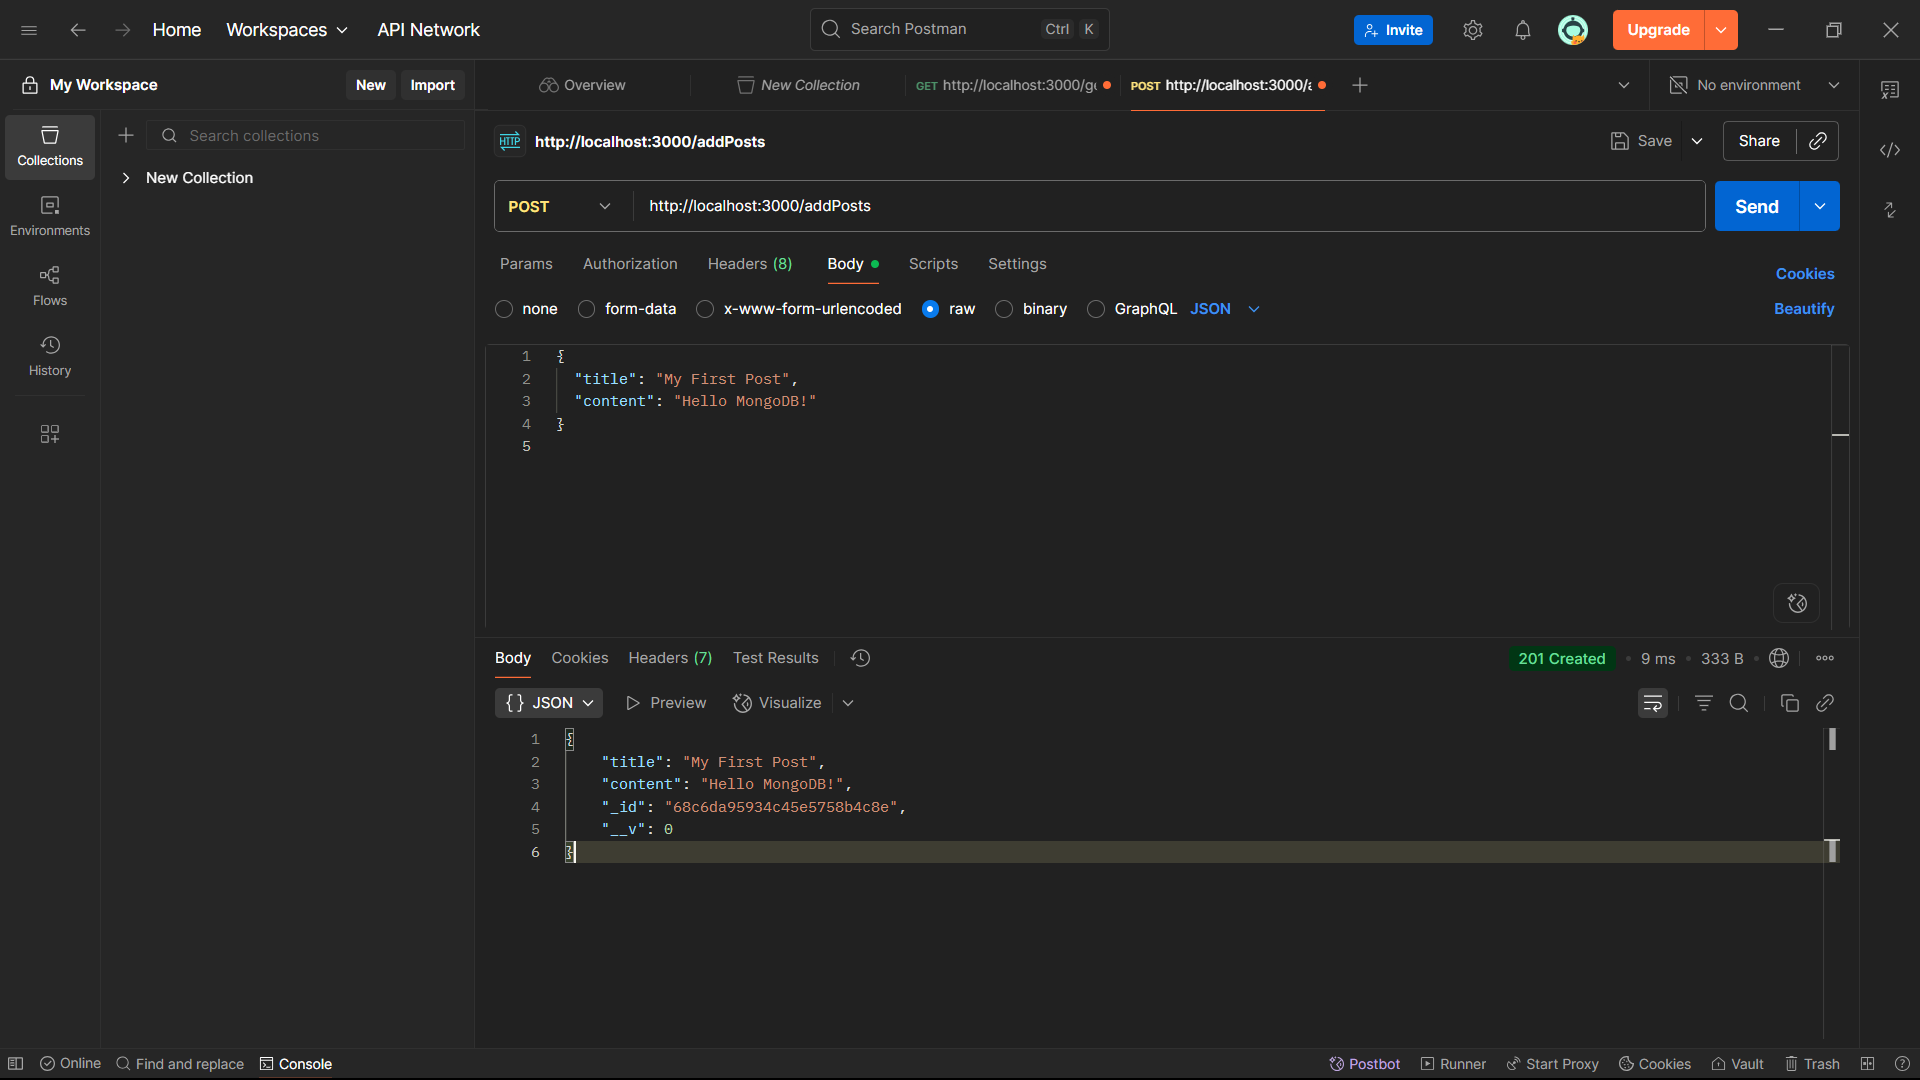 Home Workspaces API Network Search Postman Ctrl K Invite Upgrade
My Workspace New Import Overview New Collection GET http://localhost:3000/g POST http://localhost:3000/ No environment
Collections
Search collections
New Collection
Environments
Flows
History
HTTP http://localhost:3000/addPosts Save Share
POST http://localhost:3000/addPosts Send
Params Authorization Headers (8) Body Scripts Settings Cookies
none form-data x-www-form-urlencoded raw binary GraphQL JSON Beautify
1 {
2 "title": "My First Post",
3 "content": "Hello MongoDB!"
4 }
5
Body Cookies Headers (7) Test Results 201 Created • 9 ms • 333 B •
{} JSON Preview Visualize
1 {
2 "title": "My First Post",
3 "content": "Hello MongoDB!",
4 "_id": "68c6da95934c45e5758b4c8e",
5 "__v": 0
6 }
Online Find and replace Console Postbot Runner Start Proxy Cookies Vault Trash